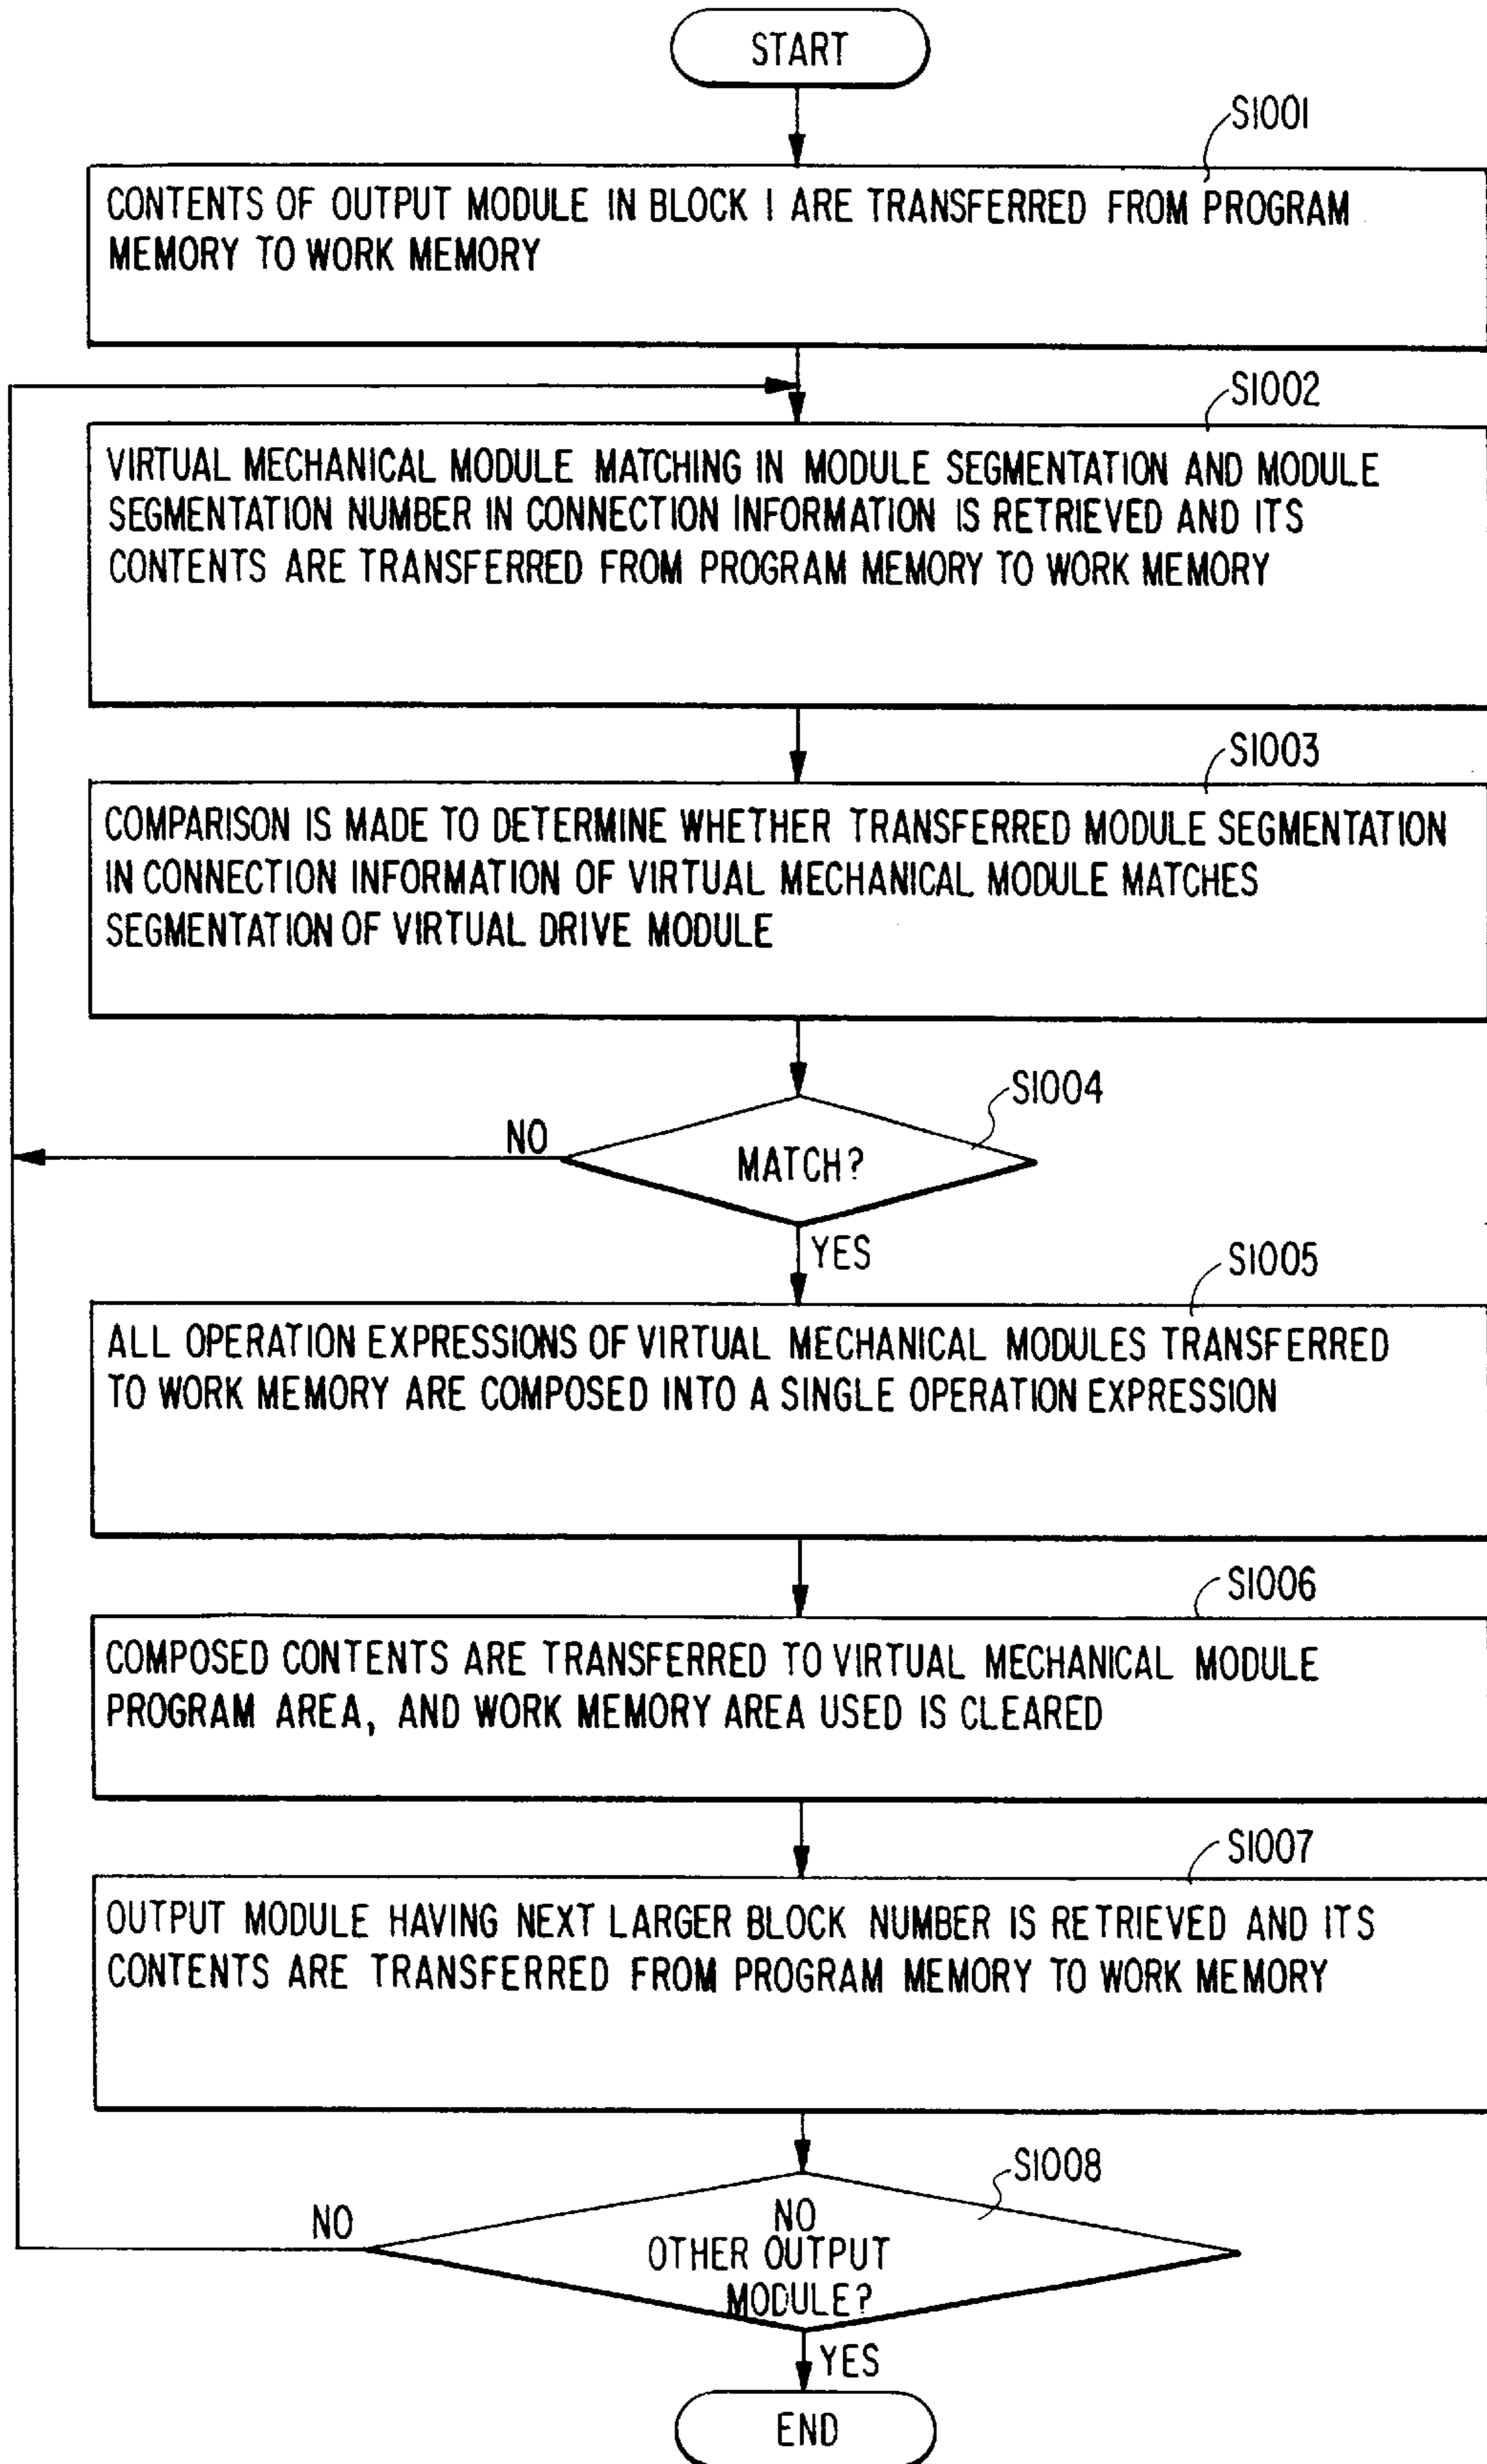 START
S1001
CONTENTS OF OUTPUT MODULE IN BLOCK 1 ARE TRANSFERRED FROM PROGRAM
MEMORY TO WORK MEMORY
S1002
VIRTUAL MECHANICAL MODULE MATCHING IN MODULE SEGMENTATION AND MODULE
SEGMENTATION NUMBER IN CONNECTION INFORMATION IS RETRIEVED AND ITS
CONTENTS ARE TRANSFERRED FROM PROGRAM MEMORY TO WORK MEMORY
S1003
COMPARISON IS MADE TO DETERMINE WHETHER TRANSFERRED MODULE SEGMENTATION
IN CONNECTION INFORMATION OF VIRTUAL MECHANICAL MODULE MATCHES
SEGMENTATION OF VIRTUAL DRIVE MODULE
S1004
NO
MATCH?
YES
S1005
ALL OPERATION EXPRESSIONS OF VIRTUAL MECHANICAL MODULES TRANSFERRED
TO WORK MEMORY ARE COMPOSED INTO A SINGLE OPERATION EXPRESSION
S1006
COMPOSED CONTENTS ARE TRANSFERRED TO VIRTUAL MECHANICAL MODULE
PROGRAM AREA, AND WORK MEMORY AREA USED IS CLEARED
S1007
OUTPUT MODULE HAVING NEXT LARGER BLOCK NUMBER IS RETRIEVED AND ITS
CONTENTS ARE TRANSFERRED FROM PROGRAM MEMORY TO WORK MEMORY
S1008
NO
NO
OTHER OUTPUT
MODULE?
YES
END